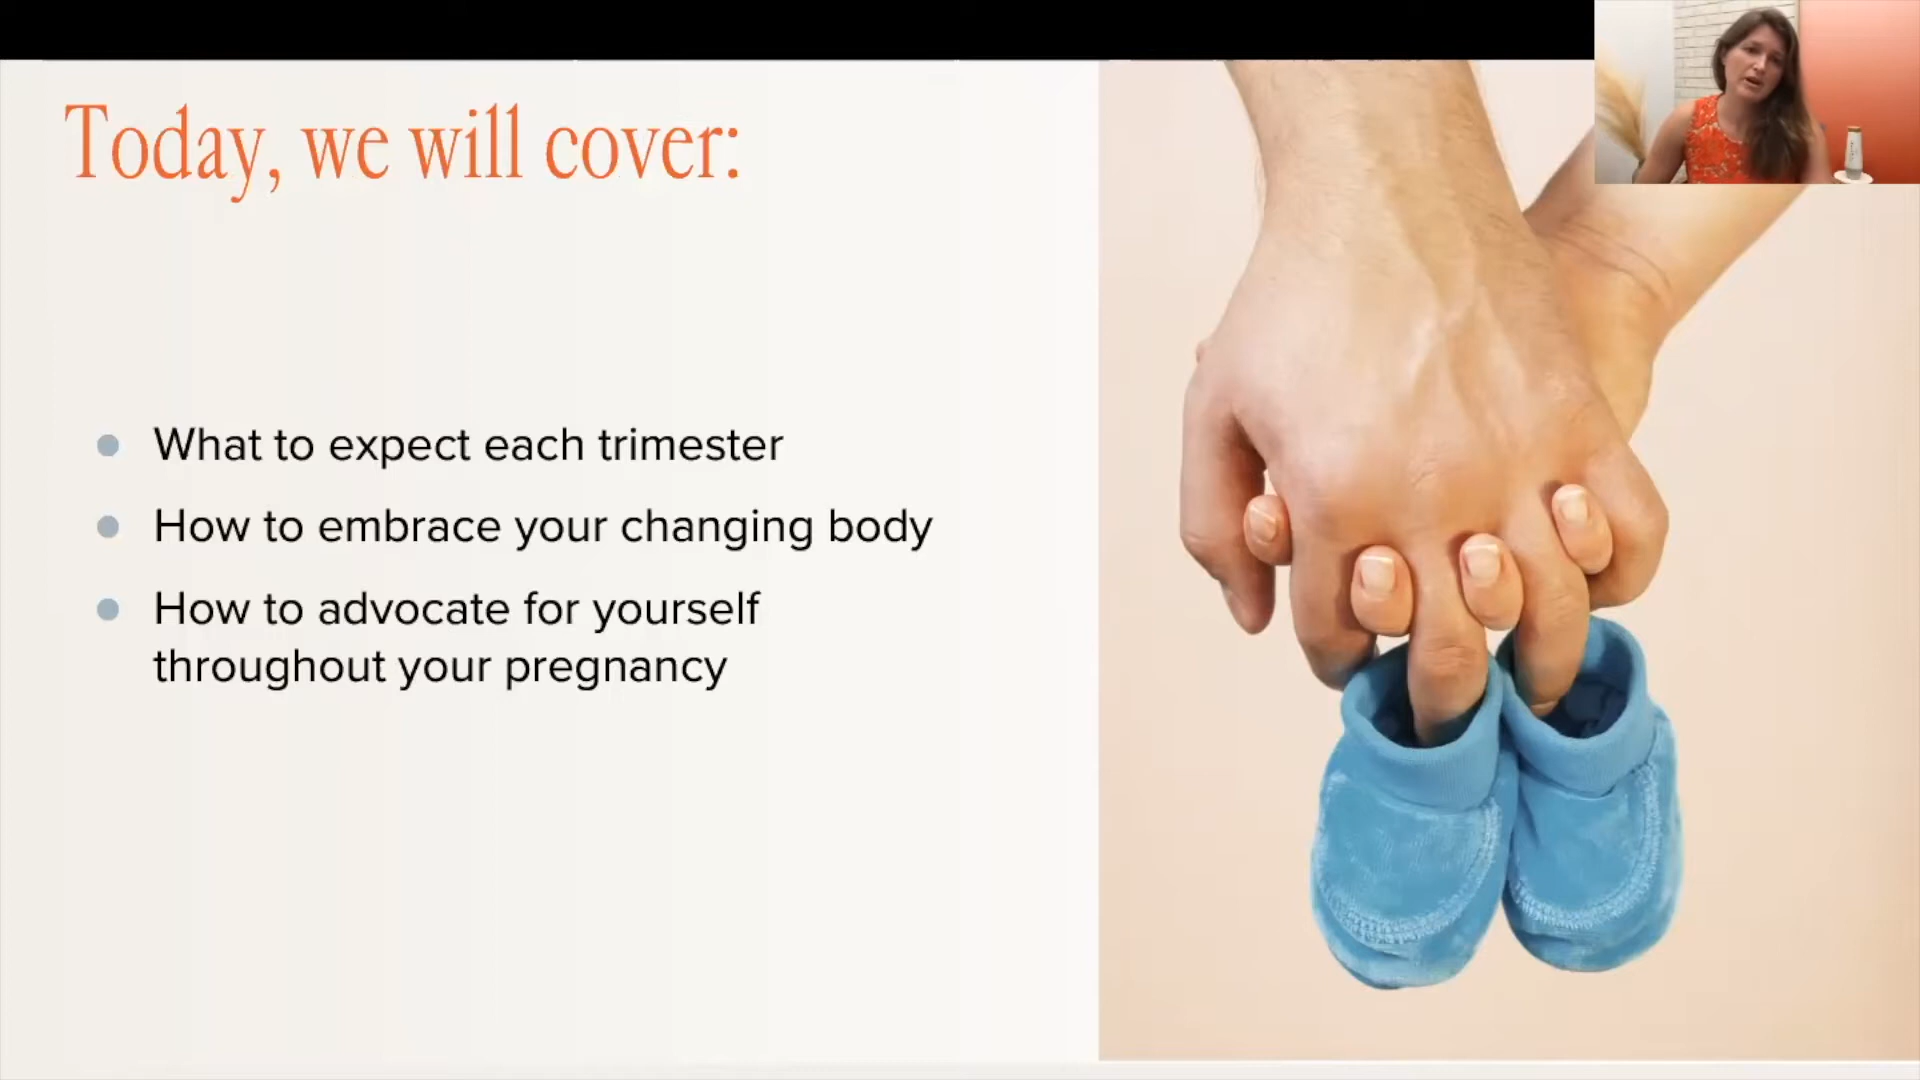 Today, we will cover:
What to expect each trimester
How to embrace your changing body
How to advocate for yourself
throughout your pregnancy